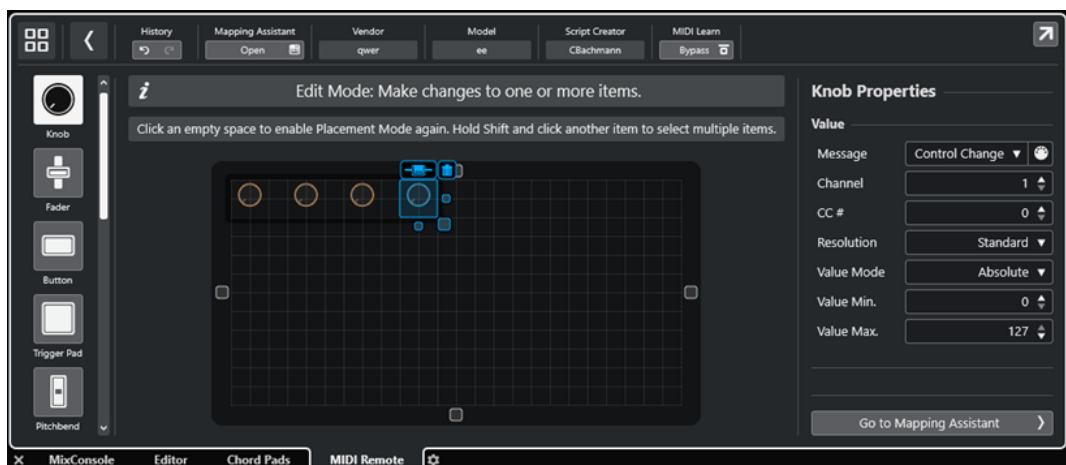 History
Mapping Assistant
Open
Vendor
qwer
Model
ee
Script Creator
CBachmann
MIDI Learn
Bypass
Knob
Fader
Button
Trigger Pad
Pitchbend
i
Edit Mode: Make changes to one or more items.
Click an empty space to enable Placement Mode again. Hold Shift and click another item to select multiple items.
Knob Properties
Value
Message Control Change
Channel 1
CC # 0
Resolution Standard
Value Mode Absolute
Value Min. 0
Value Max. 127
Go to Mapping Assistant
MixConsole Editor Chord Pads MIDI Remote